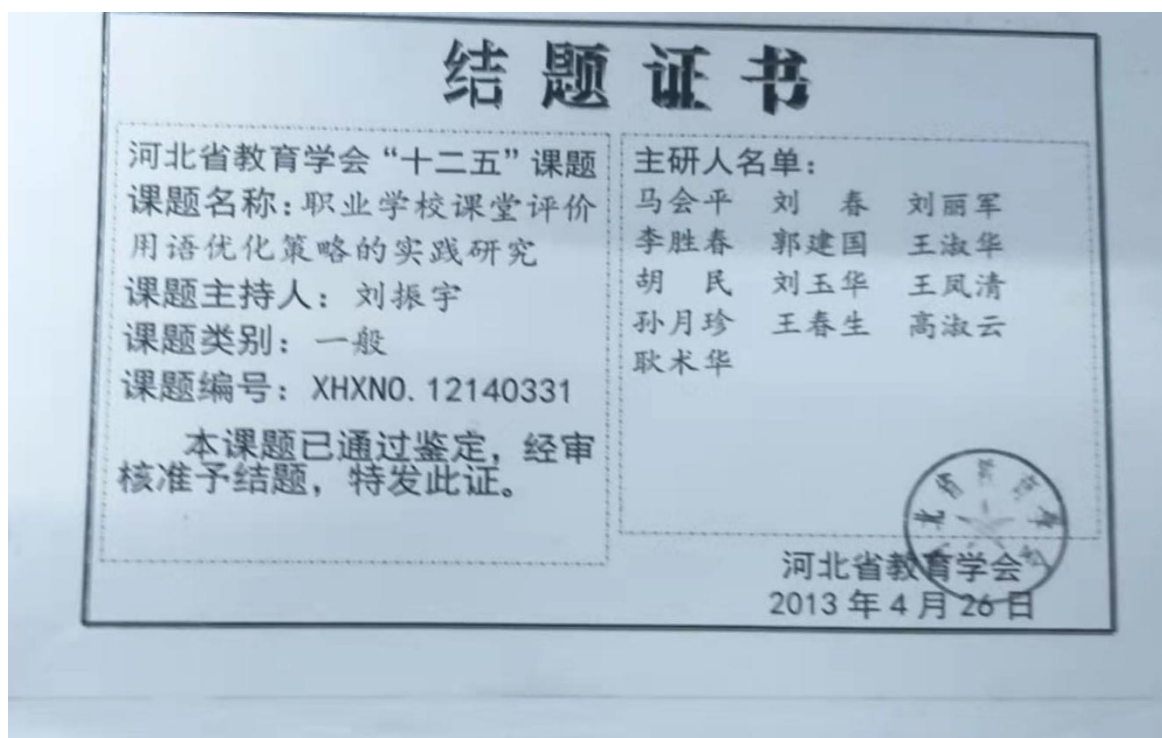 结题证书
河北省教育学会“十二五”课题
课题名称：职业学校课堂评价
用语优化策略的实践研究
课题主持人：刘振宇
课题类别：一般
课题编号：XHXNO.12140331
本课题已通过鉴定，经审
核准予结题，特发此证。
主研人名单：
马会平 刘 春 刘丽军
李胜春 郭建国 王淑华
胡 民 刘玉华 王凤清
孙月珍 王春生 高淑云
耿术华
河北省教育学会
2013年4月26日